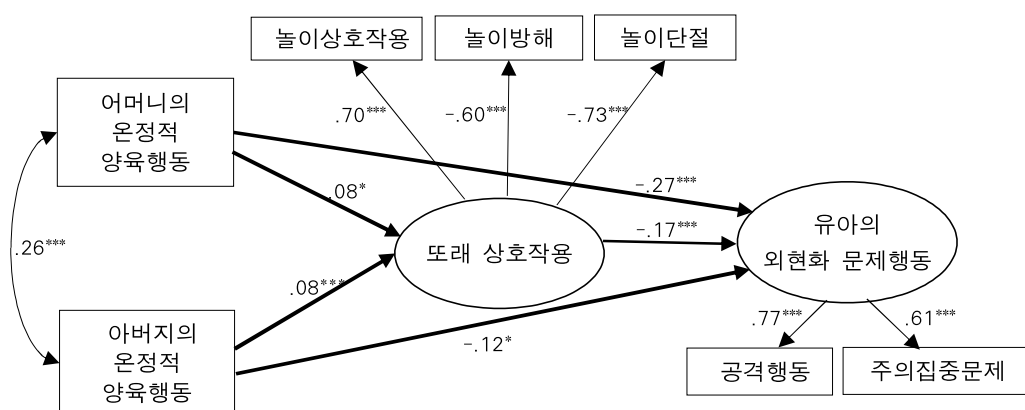 놀이상호작용
놀이방해
놀이단절
어머니의
온정적
양육행동
.70***
-.60***
-.73***
-.27***
.08*
유아의
외현화 문제행동
-.17***
.26***
또래 상호작용
.08***
아버지의
온정적
양육행동
-.12*
.77***
.61***
공격행동
주의집중문제